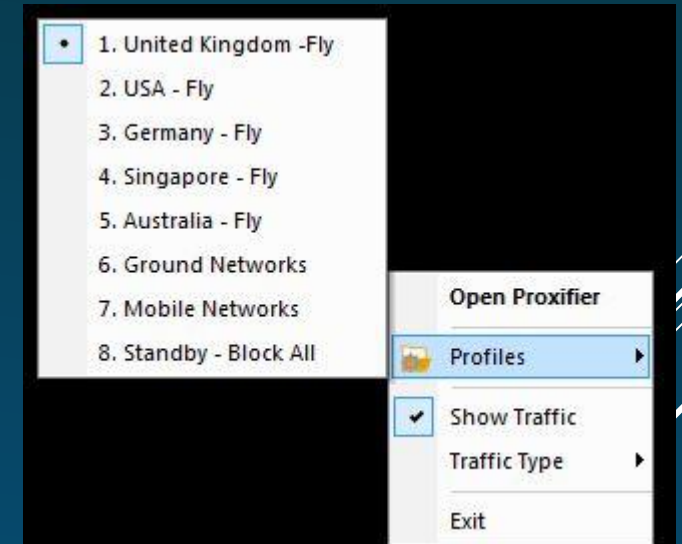 1. United Kingdom -Fly
2. USA - Fly
3. Germany - Fly
4. Singapore - Fly
5. Australia - Fly
6. Ground Networks
7. Mobile Networks
8. Standby - Block All
Open Proxifier
Profiles
Show Traffic
Traffic Type
Exit